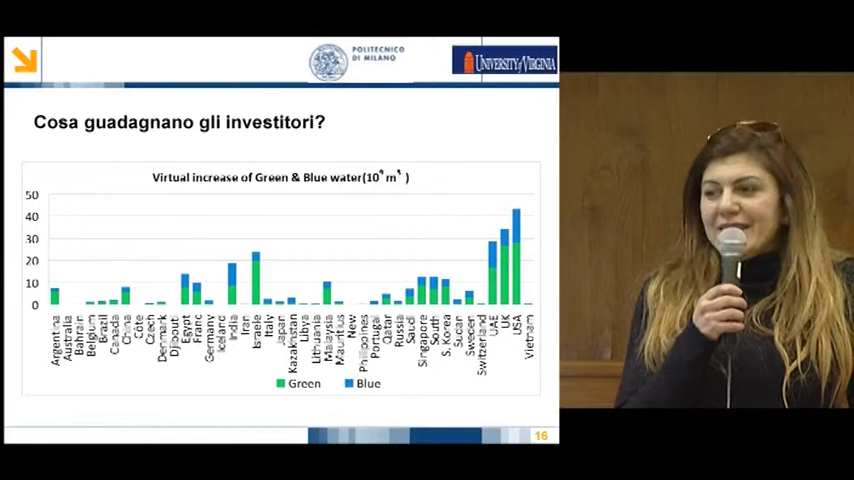 POLITECNICO
DI MILANO
UNIVERSITY of VIRGINIA
Cosa guadagnano gli investitori?
Virtual increase of Green & Blue water(10⁹ m³ )
50
40
30
20
10
0
Argentina
Australia
Bahrain
Belgium
Brazil
Canada
China
Côte
Czech
Denmark
Djibouti
Egypt
Franc
Germany
Iceland
India
Iran
Israele
Italy
Japan
Kazakhstan
Libya
Lithuania
Malaysia
Mauritius
New
Philippines
Portugal
Qatar
Russia
Saudi
Singapore
South
S. Korea
Sudan
Sweden
Switzerland
UAE
UK
USA
Vietnam
Green
Blue
16